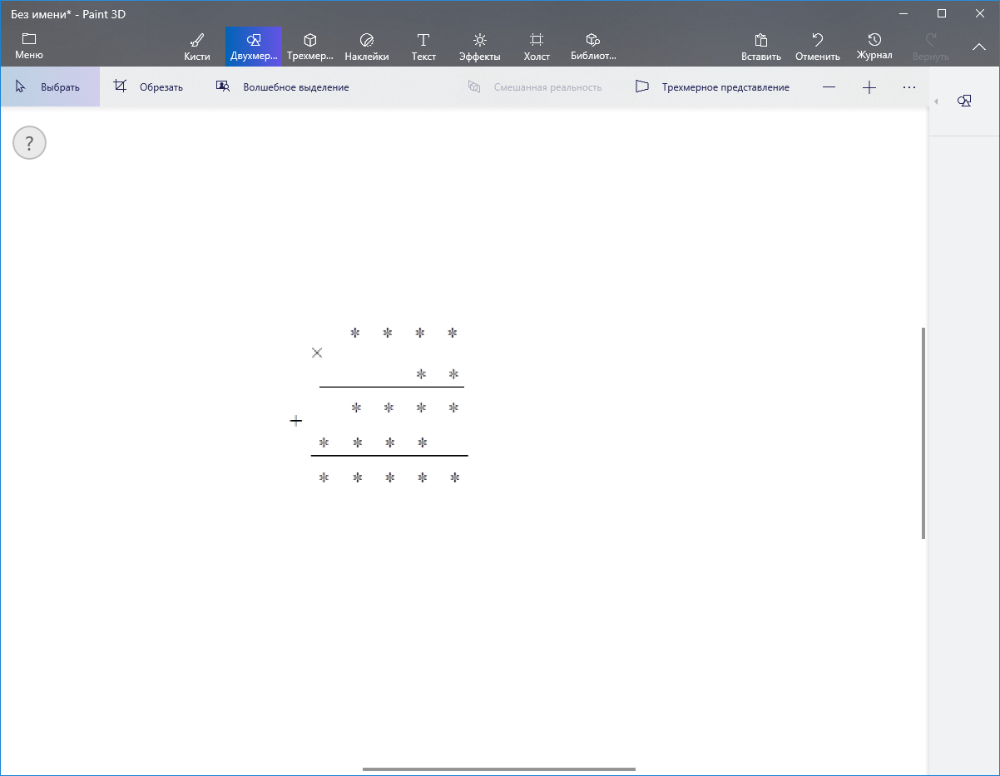 Без имени* - Paint 3D
Меню Кисти Двухмер... Трехмер... Наклейки Текст Эффекты Холст Библиот... Вставить Отменить Журнал Вернуть
Выбрать Обрезать Волшебное выделение Смешанная реальность Трехмерное представление — + ...
?
* * * *
×
* *
* * * *
+
* * * *
* * * * *